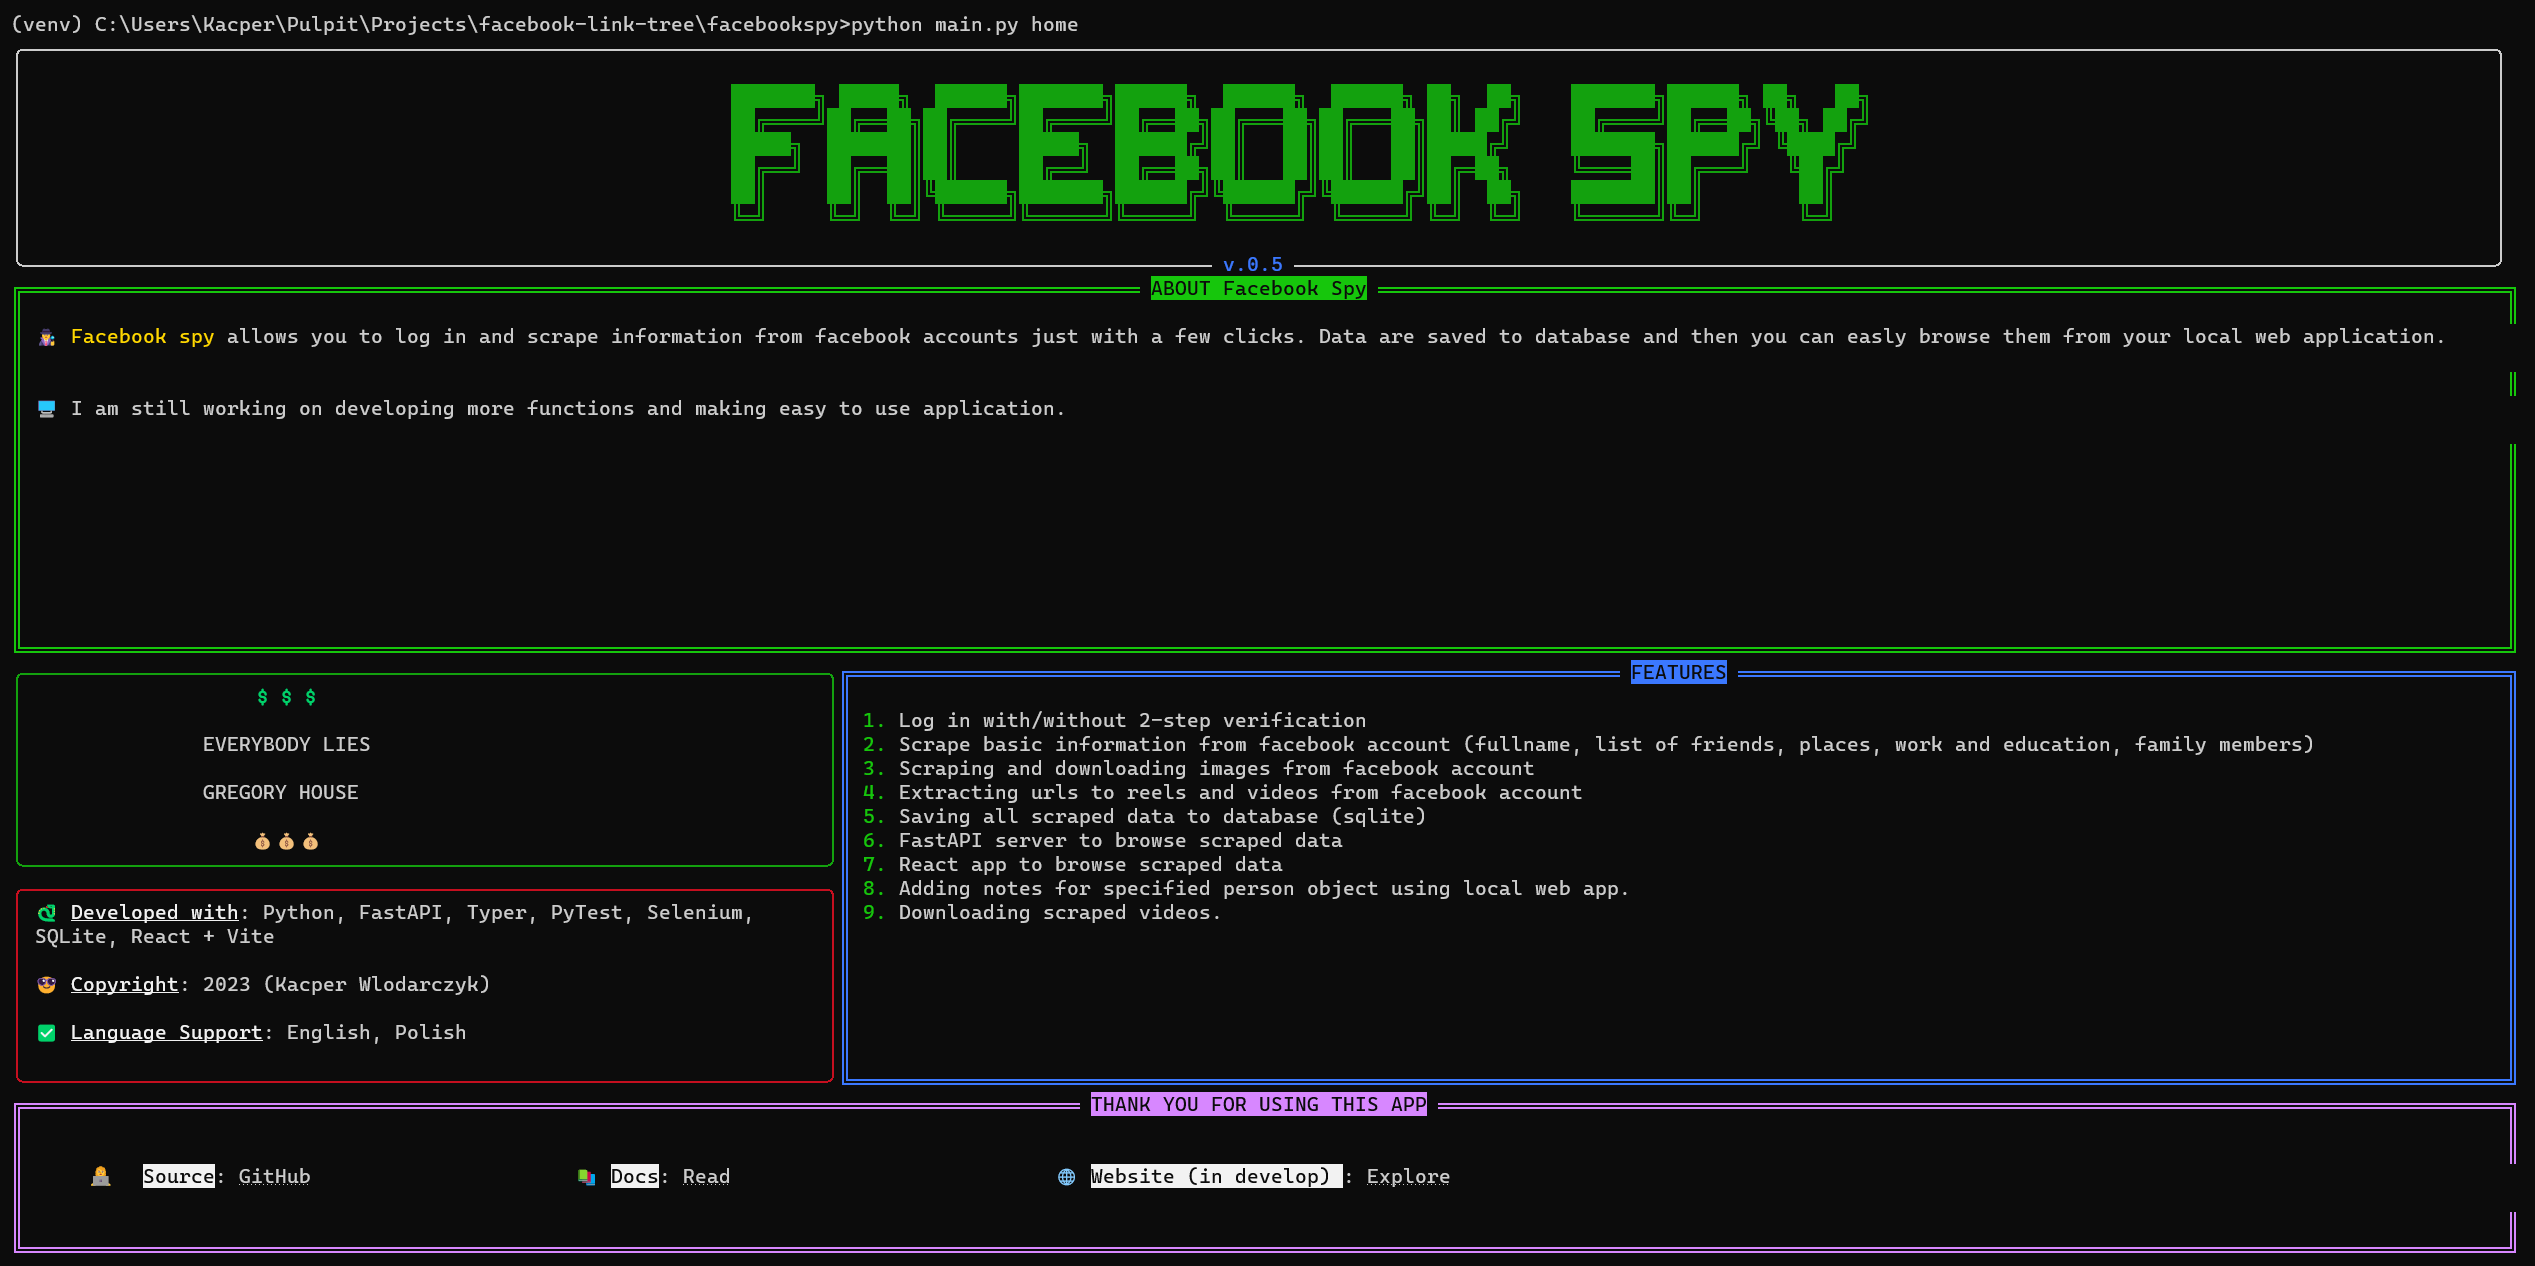 (venv) C:\Users\Kacper\Pulpit\Projects\facebook-link-tree\facebookspy>python main.py home
FACEBOOK SPY
v.0.5
ABOUT Facebook Spy
Facebook spy allows you to log in and scrape information from facebook accounts just with a few clicks. Data are saved to database and then you can easly browse them from your local web application.
I am still working on developing more functions and making easy to use application.
$ $ $
EVERYBODY LIES
GREGORY HOUSE
Developed with: Python, FastAPI, Typer, PyTest, Selenium,
SQLite, React + Vite
Copyright: 2023 (Kacper Wlodarczyk)
Language Support: English, Polish
FEATURES
1. Log in with/without 2-step verification
2. Scrape basic information from facebook account (fullname, list of friends, places, work and education, family members)
3. Scraping and downloading images from facebook account
4. Extracting urls to reels and videos from facebook account
5. Saving all scraped data to database (sqlite)
6. FastAPI server to browse scraped data
7. React app to browse scraped data
8. Adding notes for specified person object using local web app.
9. Downloading scraped videos.
THANK YOU FOR USING THIS APP
Source: GitHub
Docs: Read
Website (in develop) : Explore